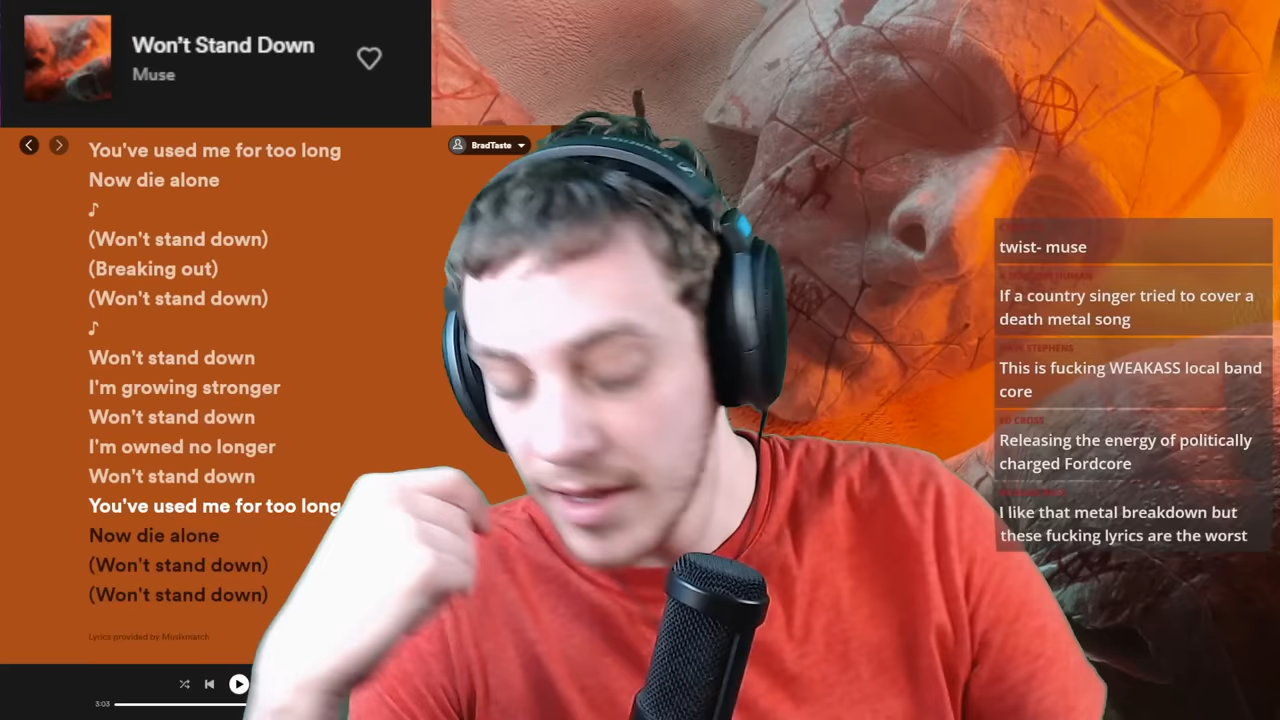 Won't Stand Down
Muse
BradTaste
You've used me for too long
Now die alone
♪
(Won't stand down)
(Breaking out)
(Won't stand down)
♪
Won't stand down
I'm growing stronger
Won't stand down
I'm owned no longer
Won't stand down
You've used me for too long
Now die alone
(Won't stand down)
(Won't stand down)
Lyrics provided by Musixmatch
3:03
twist- muse
If a country singer tried to cover a
death metal song
STEPHENS
This is fucking WEAKASS local band
core
ED CROSS
Releasing the energy of politically
charged Fordcore
I like that metal breakdown but
these fucking lyrics are the worst